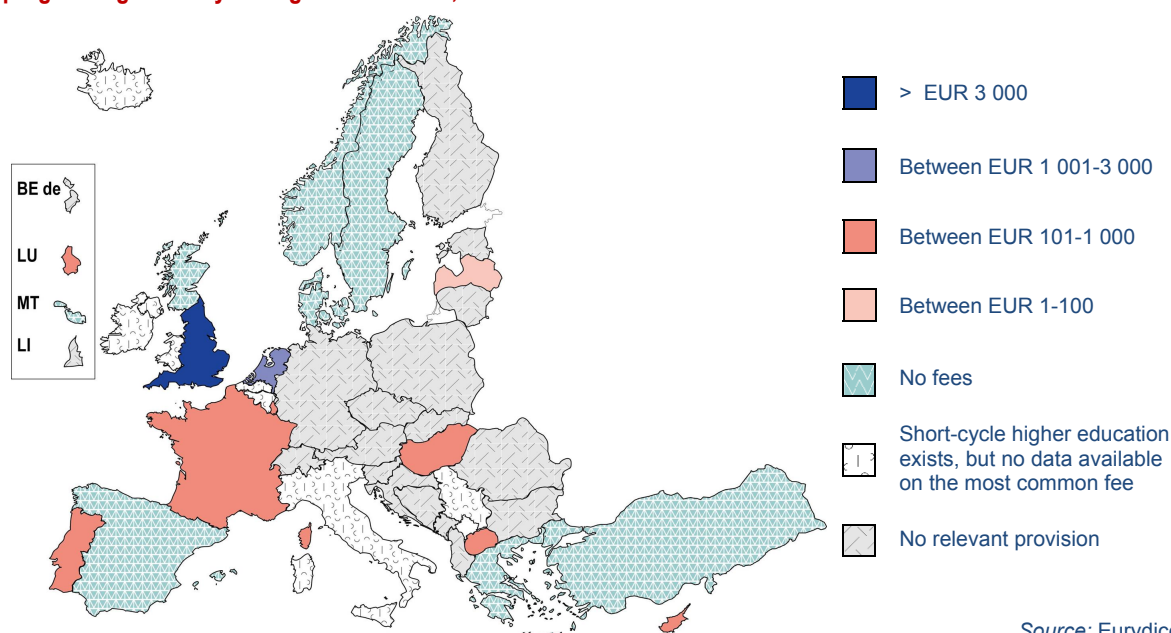 BE de
LU
MT
LI
> EUR 3 000
Between EUR 1 001-3 000
Between EUR 101-1 000
Between EUR 1-100
No fees
Short-cycle higher education
exists, but no data available
on the most common fee
No relevant provision
Source: Eurydice